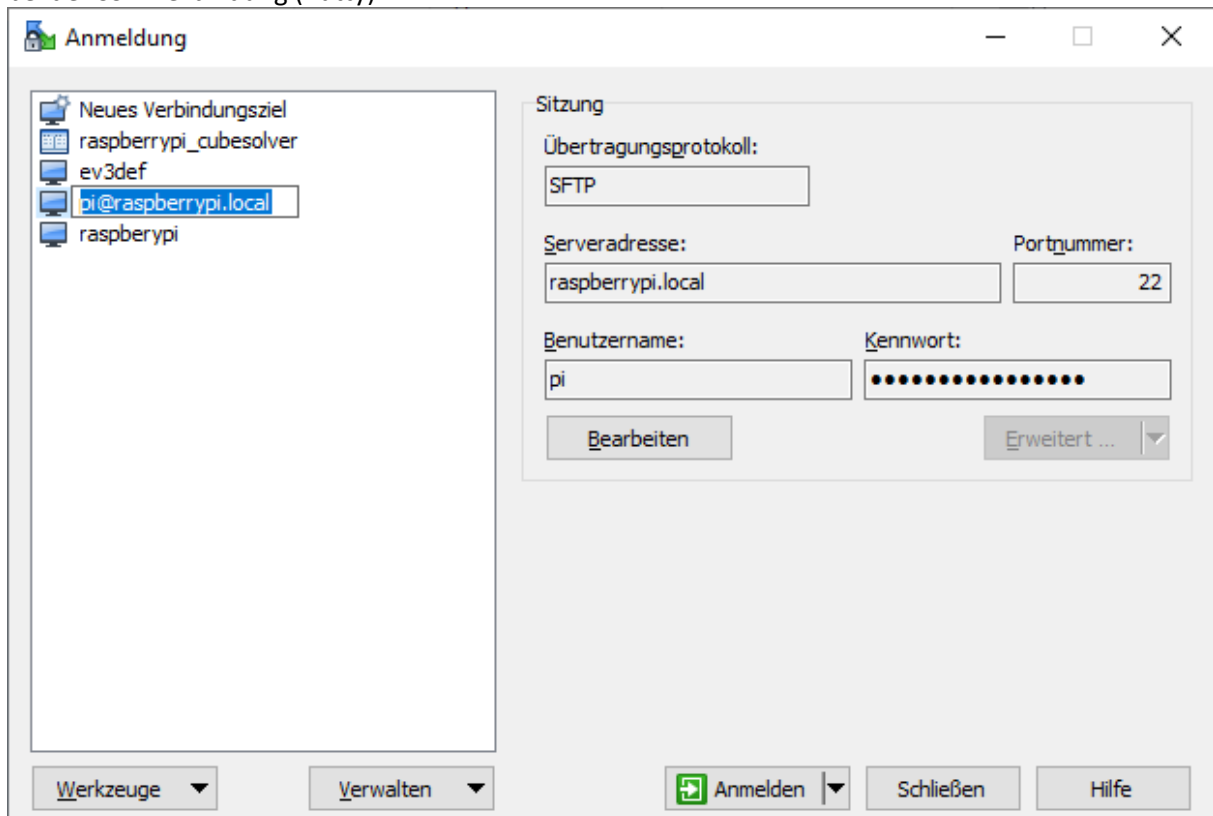 Anmeldung
Neues Verbindungsziel
raspberrypi_cubesolver
ev3def
pi@raspberrypi.local
raspberypi
Sitzung
Übertragungsprotokoll:
SFTP
Serveradresse: Portnummer:
raspberrypi.local 22
Benutzername: Kennwort:
pi ••••••••••••••••
Bearbeiten Erweitert ...
Werkzeuge Verwalten Anmelden Schließen Hilfe